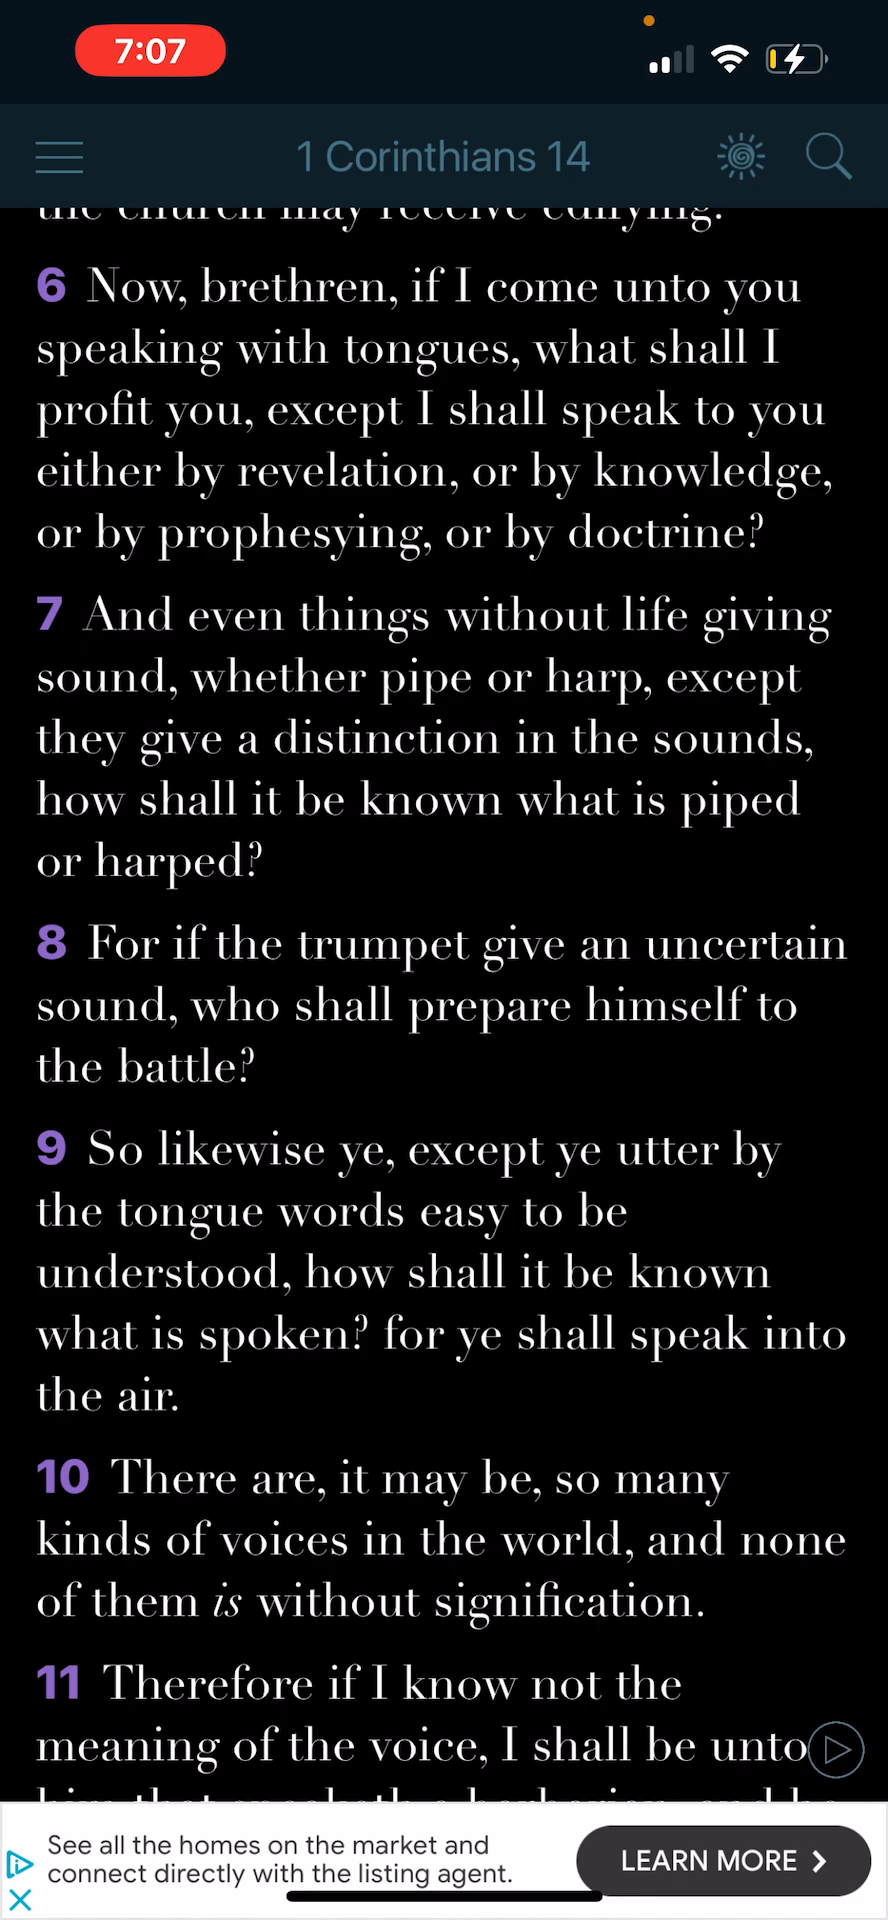 7:07
1 Corinthians 14
the church may receive edifying.
6 Now, brethren, if I come unto you
speaking with tongues, what shall I
profit you, except I shall speak to you
either by revelation, or by knowledge,
or by prophesying, or by doctrine?
7 And even things without life giving
sound, whether pipe or harp, except
they give a distinction in the sounds,
how shall it be known what is piped
or harped?
8 For if the trumpet give an uncertain
sound, who shall prepare himself to
the battle?
9 So likewise ye, except ye utter by
the tongue words easy to be
understood, how shall it be known
what is spoken? for ye shall speak into
the air.
10 There are, it may be, so many
kinds of voices in the world, and none
of them is without signification.
11 Therefore if I know not the
meaning of the voice, I shall be unto
See all the homes on the market and
connect directly with the listing agent.
LEARN MORE